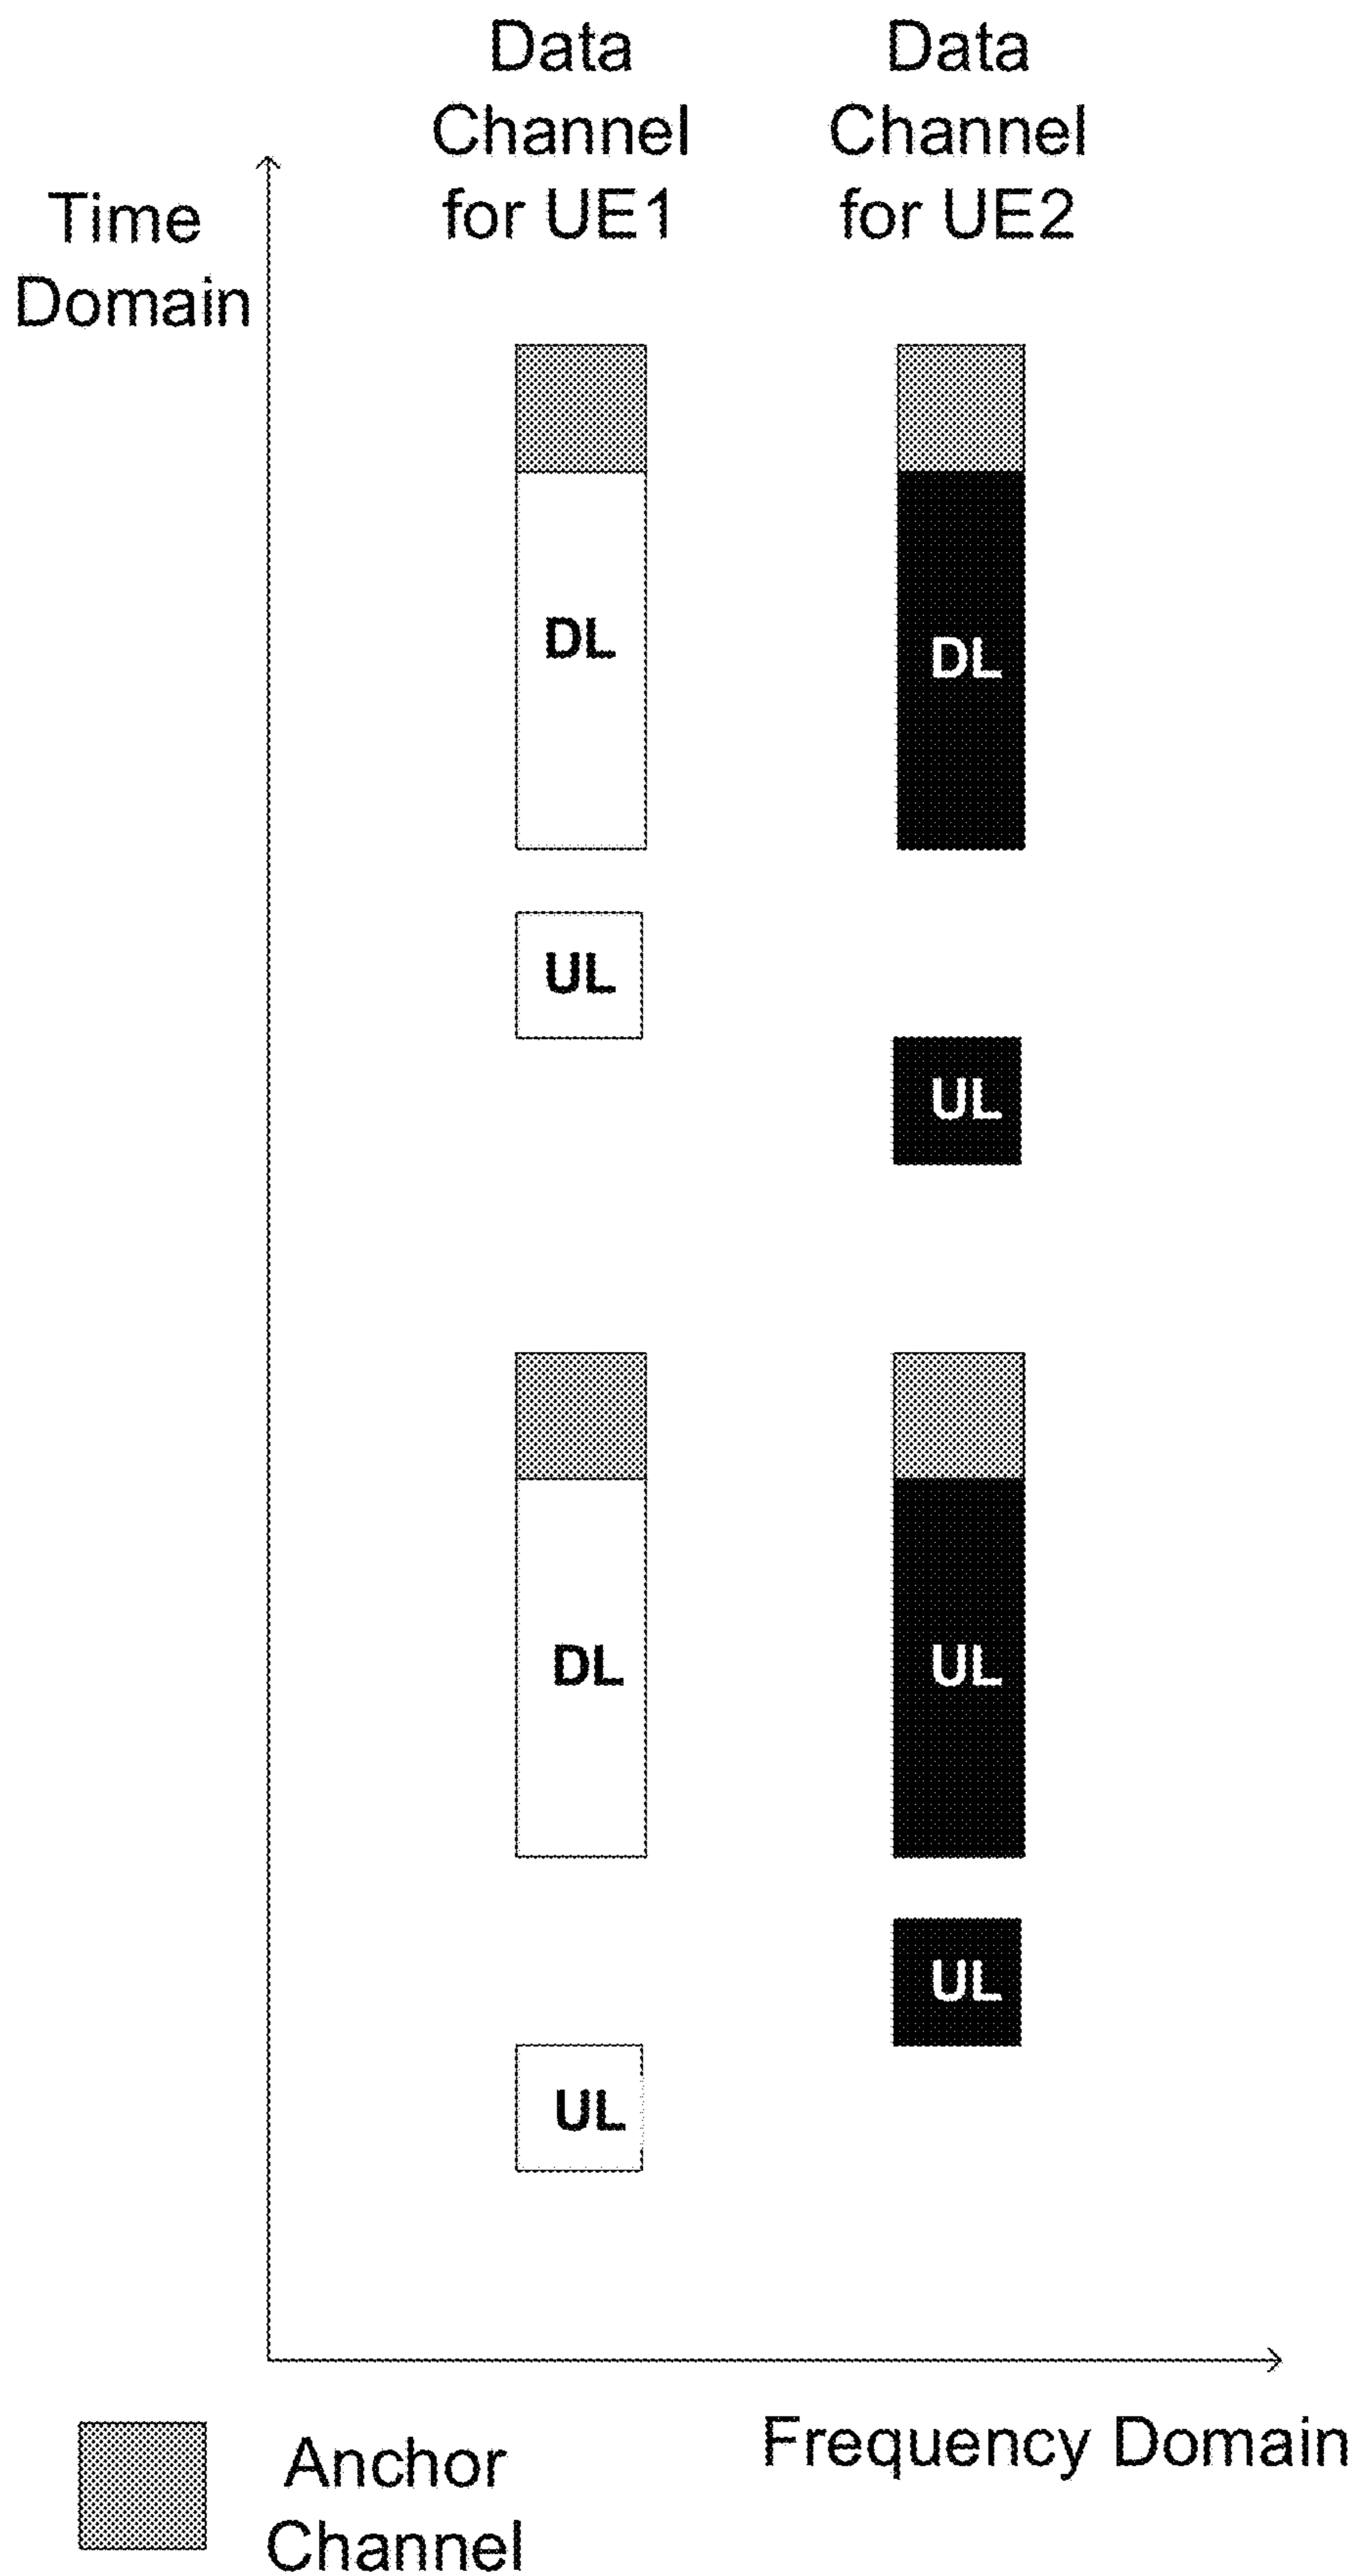 Data
Channel
for UE1
Data
Channel
for UE2
Time
Domain
DL
DL
UL
UL
DL
UL
UL
UL
Frequency Domain
Anchor
Channel